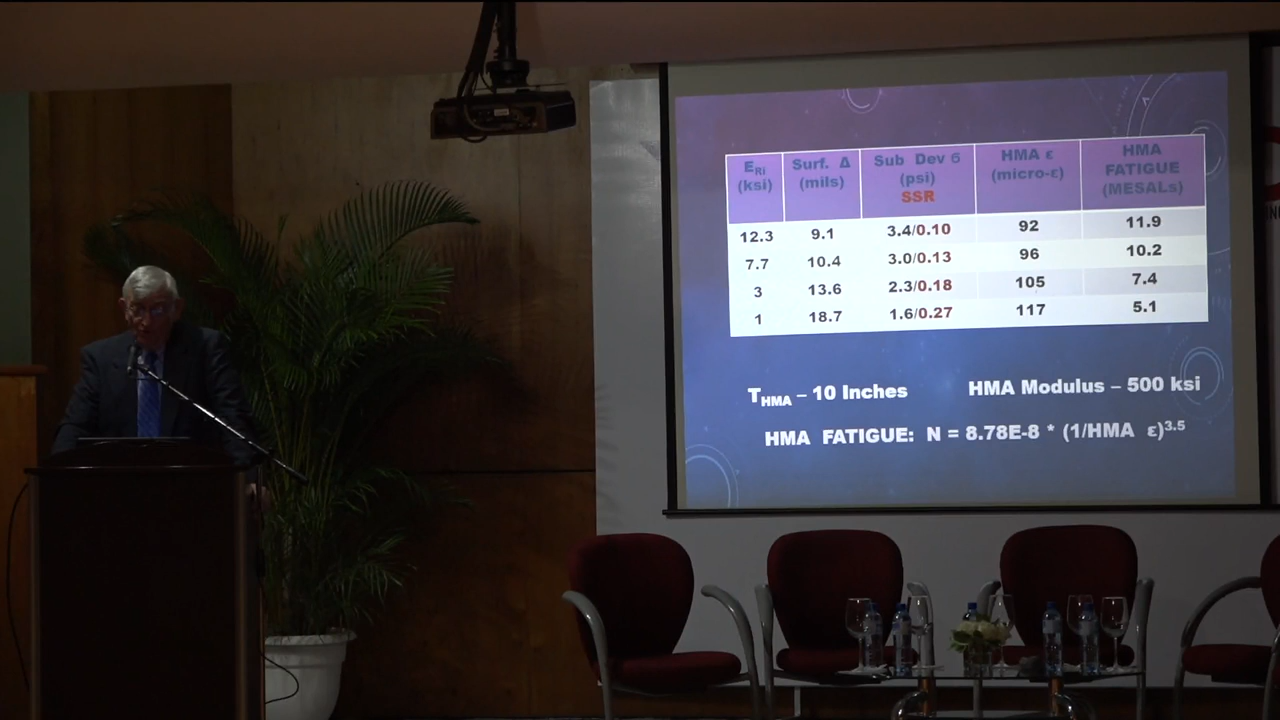 E_Ri (ksi) Surf. Δ (mils) Sub Dev б (psi) SSR HMA ε (micro-ε) HMA FATIGUE (MESALs)
12.3 9.1 3.4/0.10 92 11.9
7.7 10.4 3.0/0.13 96 10.2
3 13.6 2.3/0.18 105 7.4
1 18.7 1.6/0.27 117 5.1
T_HMA – 10 Inches HMA Modulus – 500 ksi
HMA FATIGUE: N = 8.78E-8 * (1/HMA ε)^3.5